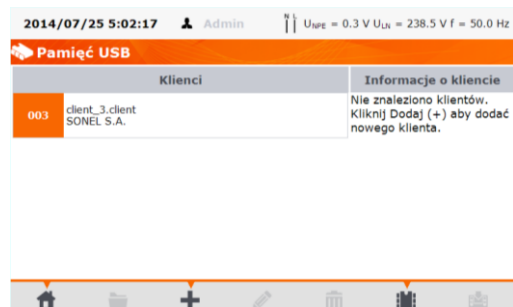 2014/07/25 5:02:17 Admin N L UNPE = 0.3 V ULN = 238.5 V f = 50.0 Hz
Pamięć USB
Klienci
Informacje o kliencie
003
client_3.client
SONEL S.A.
Nie znaleziono klientów.
Kliknij Dodaj (+) aby dodać
nowego klienta.